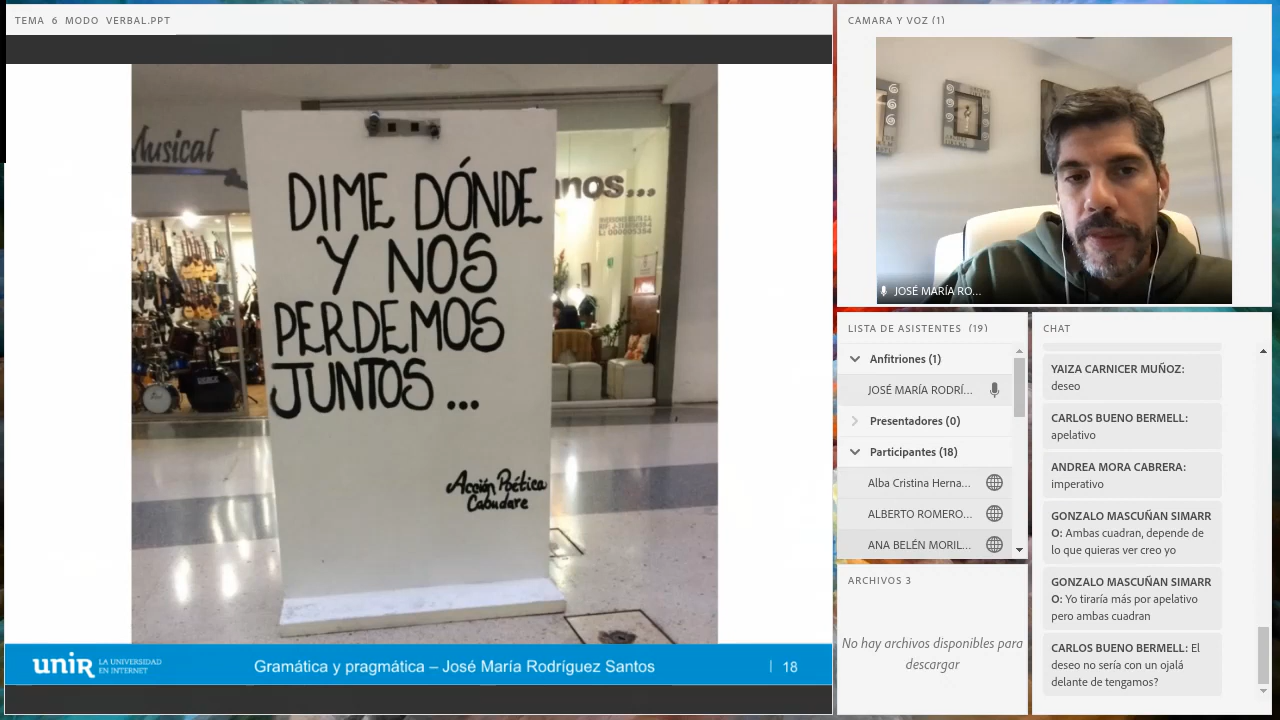 TEMA 6 MODO VERBAL.PPT
Musical
nos...
DIME DÓNDE
Y NOS
PERDEMOS
JUNTOS ...
Acción Poética
Cabudare
unir
LA UNIVERSIDAD
EN INTERNET
Gramática y pragmática – José María Rodríguez Santos
18
CAMARA Y VOZ (1)
JOSÉ MARÍA RO...
LISTA DE ASISTENTES (19)
Anfitriones (1)
JOSÉ MARÍA RODRÍ...
Presentadores (0)
Participantes (18)
Alba Cristina Herna...
ALBERTO ROMERO...
ANA BELÉN MORIL...
ARCHIVOS 3
No hay archivos disponibles para
descargar
CHAT
YAIZA CARNICER MUÑOZ:
deseo
CARLOS BUENO BERMELL:
apelativo
ANDREA MORA CABRERA:
imperativo
GONZALO MASCUÑAN SIMARR
O: Ambas cuadran, depende de
lo que quieras ver creo yo
GONZALO MASCUÑAN SIMARR
O: Yo tiraría más por apelativo
pero ambas cuadran
CARLOS BUENO BERMELL: El
deseo no sería con un ojalá
delante de tengamos?